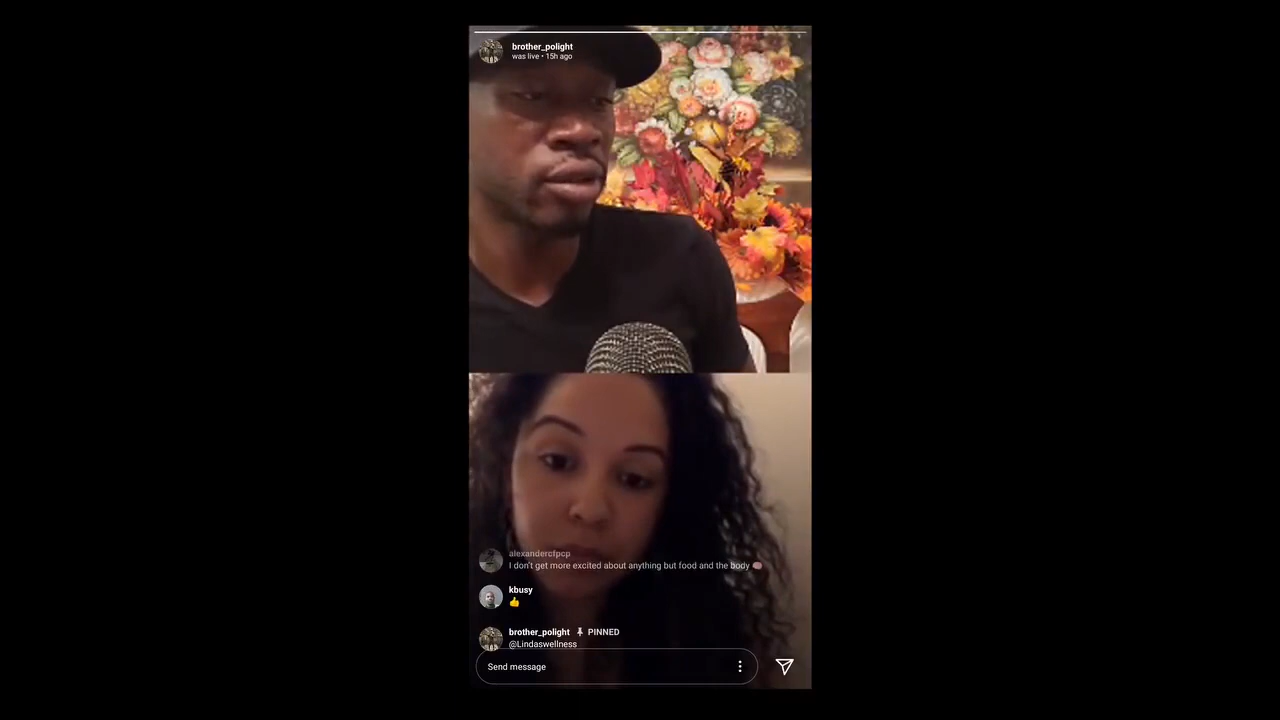 brother_polight
was live • 15h ago
alexandercfpcp
I don't get more excited about anything but food and the body 🧠
kbusy
👍
brother_polight PINNED
@Lindaswellness
Send message